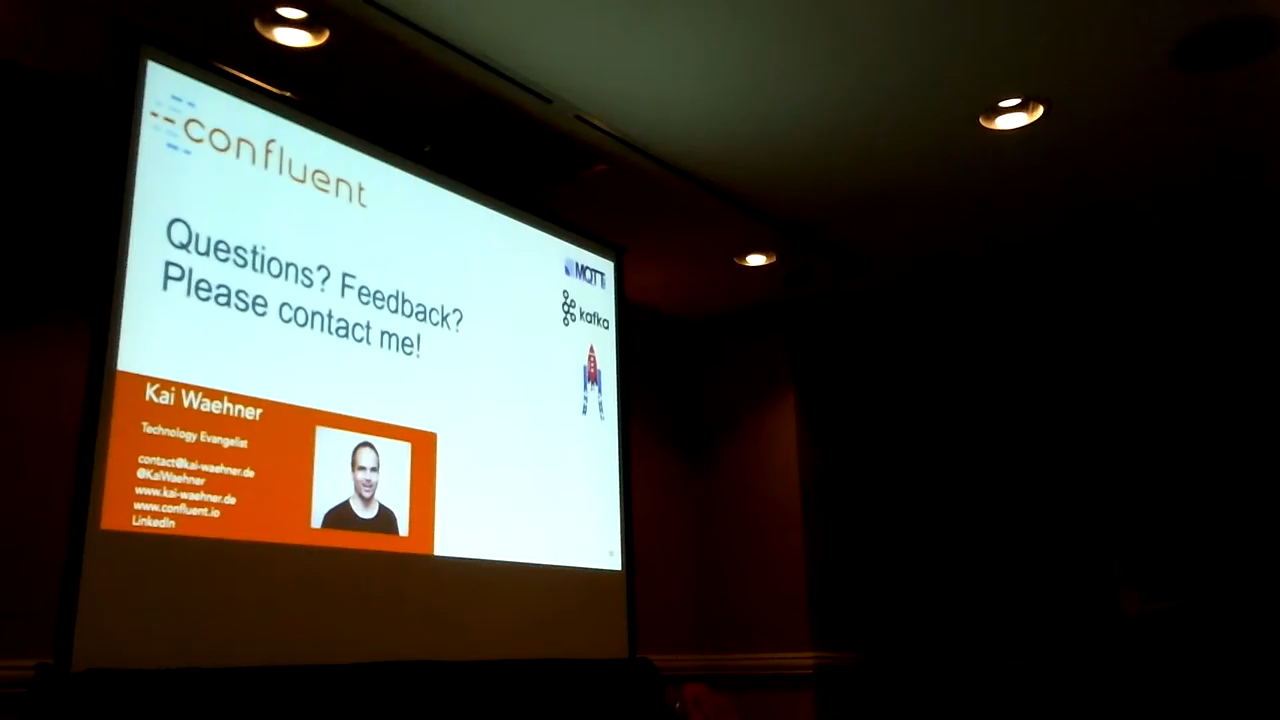 confluent
Questions? Feedback?
Please contact me!
MQTT
kafka
Kai Waehner
Technology Evangelist
contact@kai-waehner.de
@KaiWaehner
www.kai-waehner.de
www.confluent.io
LinkedIn